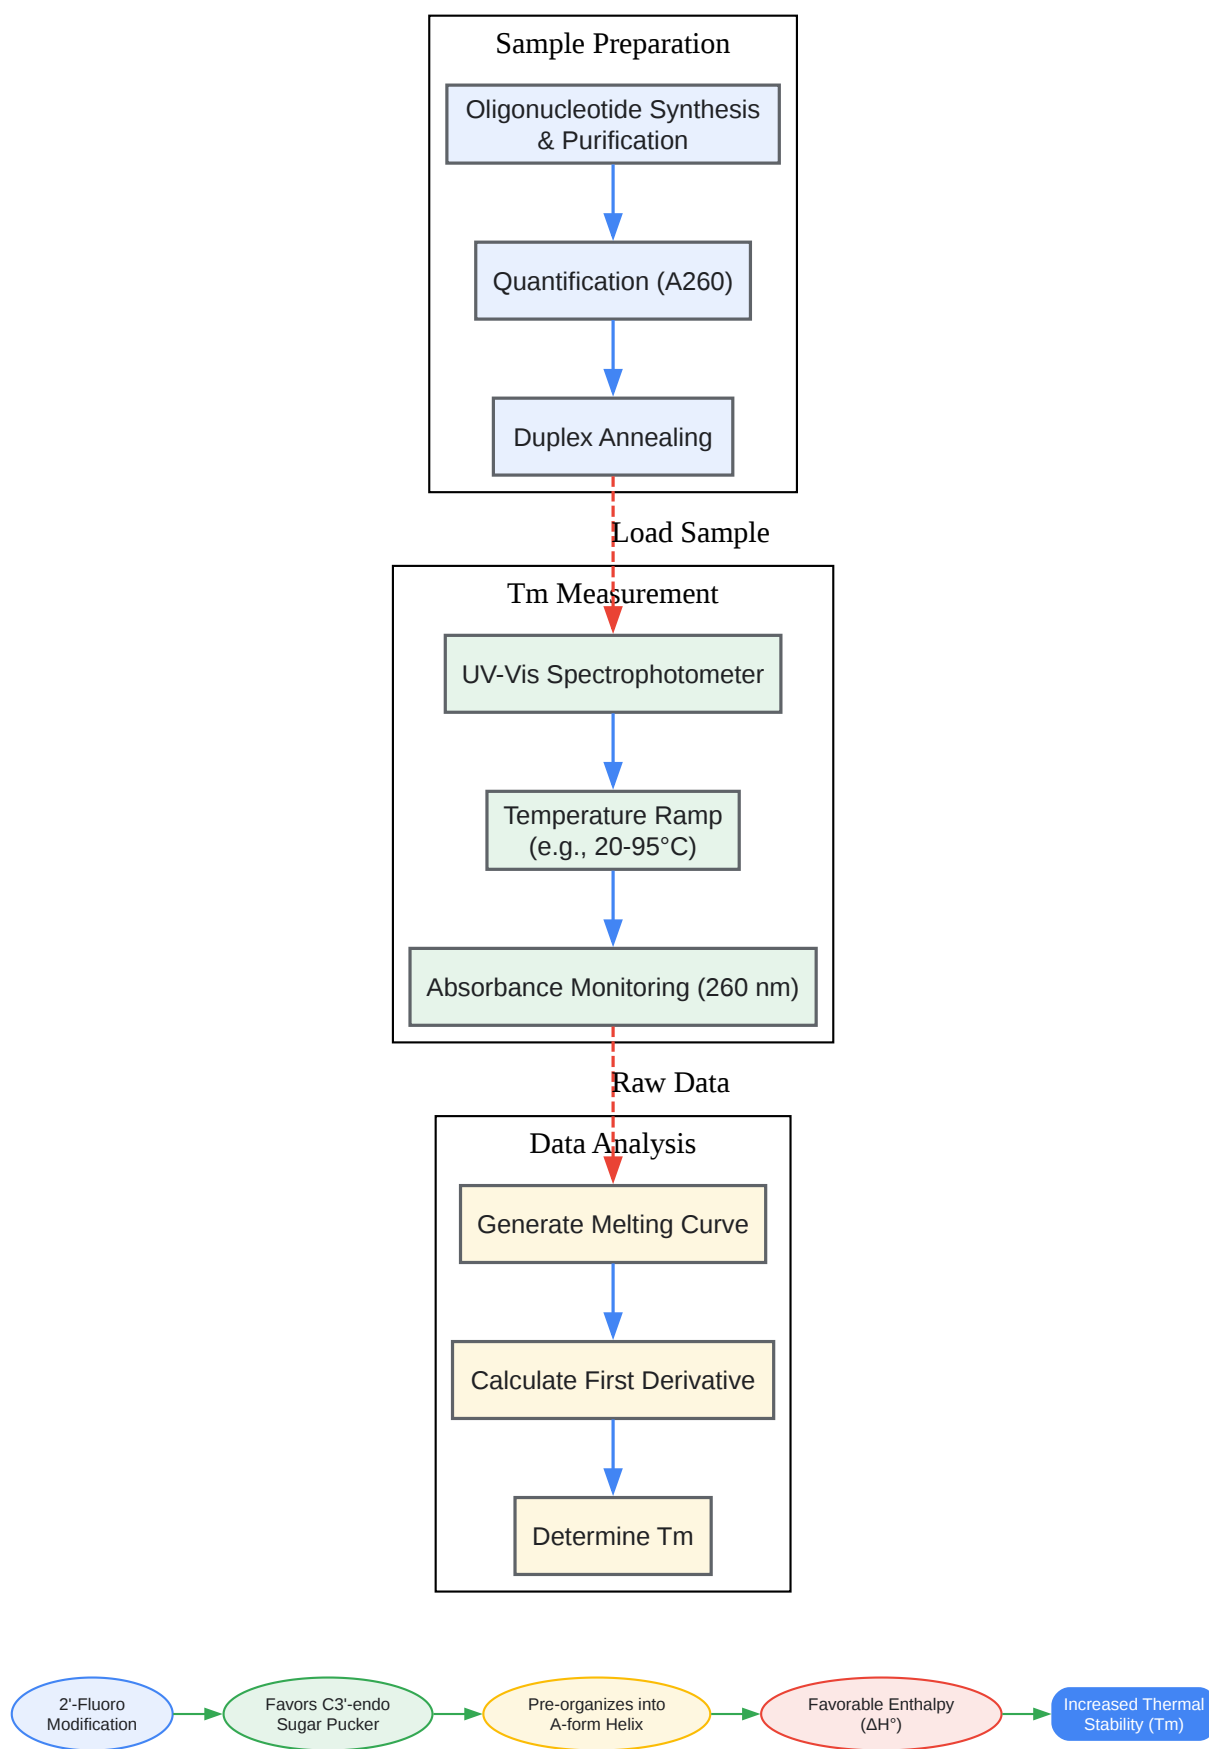 Sample Preparation
Oligonucleotide Synthesis
& Purification
Quantification (A260)
Duplex Annealing
Load Sample
Tm Measurement
UV-Vis Spectrophotometer
Temperature Ramp
(e.g., 20-95°C)
Absorbance Monitoring (260 nm)
Raw Data
Data Analysis
Generate Melting Curve
Calculate First Derivative
Determine Tm
2'-Fluoro
Modification
Favors C3'-endo
Sugar Pucker
Pre-organizes into
A-form Helix
Favorable Enthalpy
(ΔH°)
Increased Thermal
Stability (Tm)